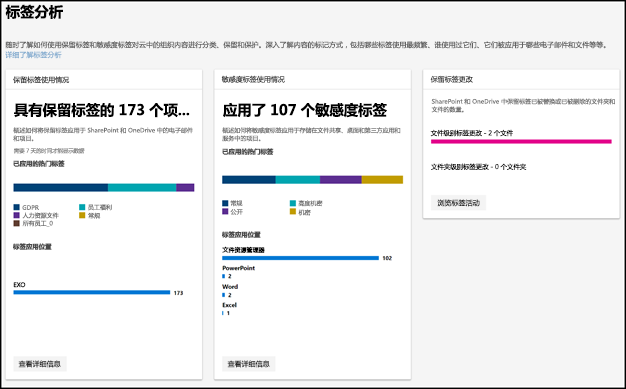 标签分析
随时了解如何使用保留标签和敏感度标签对云中的组织内容进行分类、保留和保护。深入了解内容的标记方式，包括哪些标签使用最频繁、谁使用过它们、它们被应用于哪些电子邮件和文件等等。
详细了解标签分析
保留标签使用情况
具有保留标签的 173 个项...
概述如何将保留标签应用于 SharePoint 和 OneDrive 中的电子邮件
和项目。
需要 7 天的时间才能显示数据
已应用的热门标签
GDPR
员工福利
人力资源文件
常规
所有员工_0
标签应用位置
EXO
173
查看详细信息
敏感度标签使用情况
应用了 107 个敏感度标签
概述如何将敏感度标签应用于存储在文件共享、桌面和第三方应用和
服务中的项目。
已应用的热门标签
常规
高度机密
公开
机密
标签应用位置
文件资源管理器
102
PowerPoint
2
Word
2
Excel
1
查看详细信息
保留标签更改
SharePoint 和 OneDrive 中保留标签已被替换或已被删除的文件夹和
文件的数量。
文件级别标签更改 - 2 个文件
文件夹级别标签更改 - 0 个文件夹
浏览标签活动